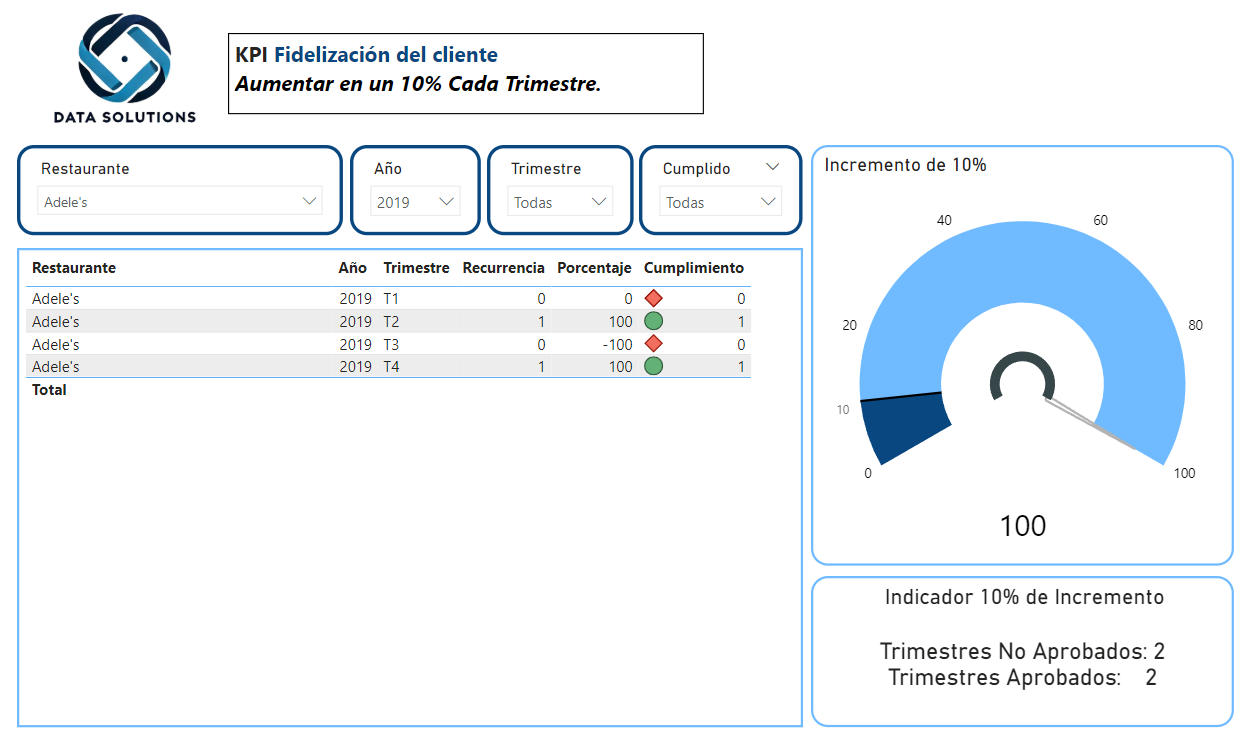 DATA SOLUTIONS
KPI Fidelización del cliente
Aumentar en un 10% Cada Trimestre.
Restaurante
Adele's
Año
2019
Trimestre
Todas
Cumplido
Todas
Restaurante Año Trimestre Recurrencia Porcentaje Cumplimiento
Adele's 2019 T1 0 0 0
Adele's 2019 T2 1 100 1
Adele's 2019 T3 0 -100 0
Adele's 2019 T4 1 100 1
Total
Incremento de 10%
40 60
20 80
10
0 100
100
Indicador 10% de Incremento
Trimestres No Aprobados: 2
Trimestres Aprobados: 2